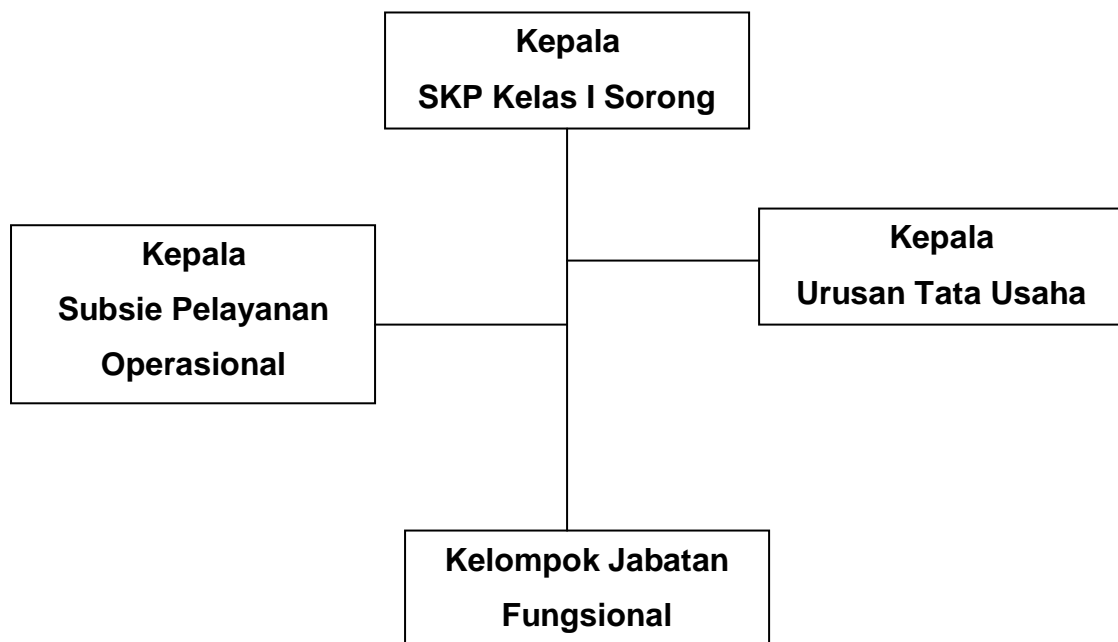 Kepala
SKP Kelas I Sorong
Kepala
Urusan Tata Usaha
Kepala
Subsie Pelayanan
Operasional
Kelompok Jabatan
Fungsional